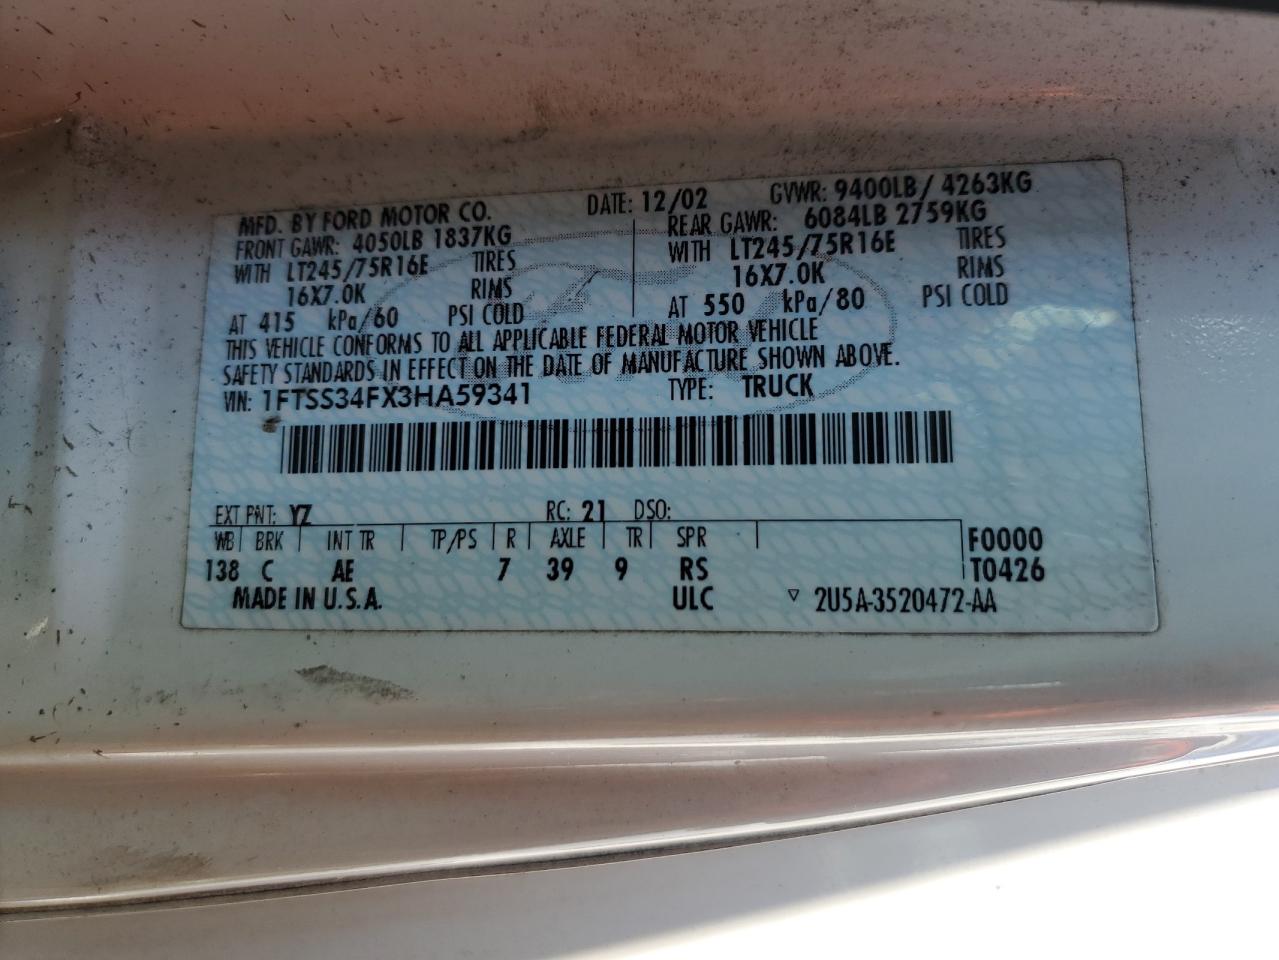 MFD. BY FORD MOTOR CO. DATE: 12/02 GVWR: 9400LB / 4263KG
FRONT GAWR: 4050LB 1837KG REAR GAWR: 6084LB 2759KG
WITH LT245/75R16E TIRES WITH LT245/75R16E TIRES
16X7.0K RIMS 16X7.0K RIMS
AT 415 kPa/60 PSI COLD AT 550 kPa/80 PSI COLD
THIS VEHICLE CONFORMS TO ALL APPLICABLE FEDERAL MOTOR VEHICLE
SAFETY STANDARDS IN EFFECT ON THE DATE OF MANUFACTURE SHOWN ABOVE.
VIN: 1FTSS34FX3HA59341 TYPE: TRUCK
EXT PNT: YZ RC: 21 DSO:
WB BRK INT TR TP/PS R AXLE TR SPR F0000
138 C AE 7 39 9 RS T0426
MADE IN U.S.A. ULC ▽ 2U5A-3520472-AA